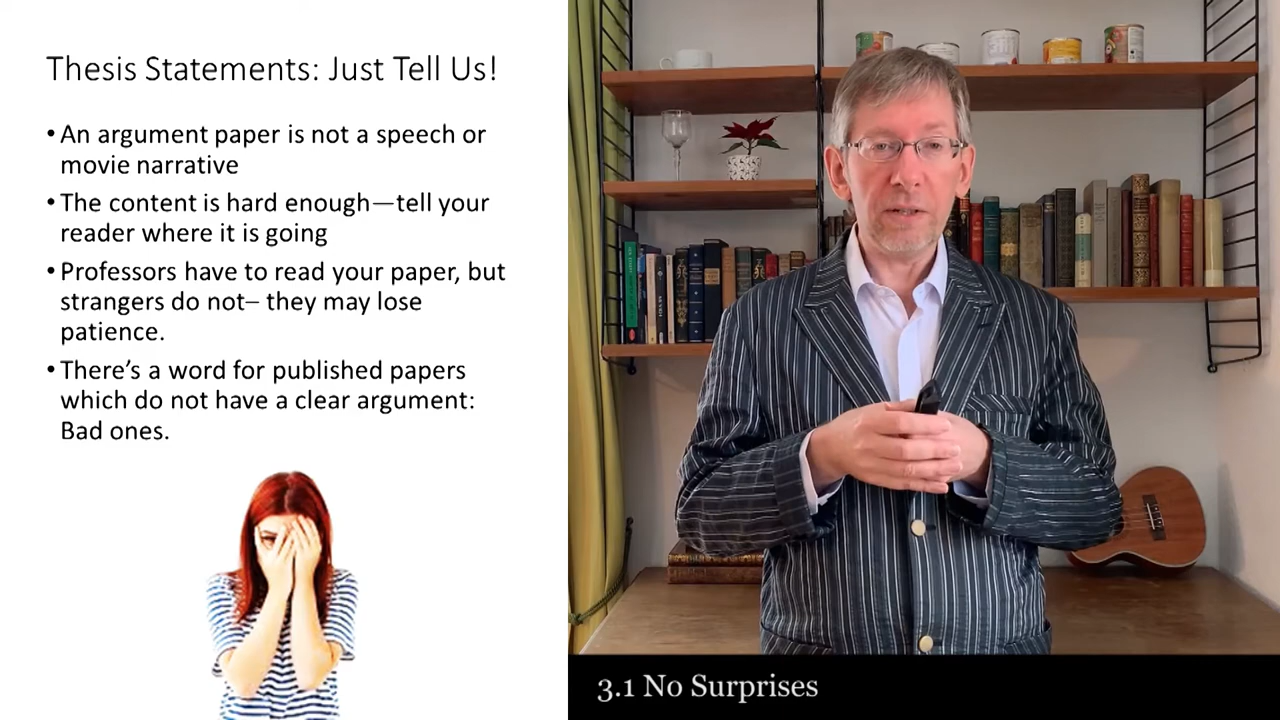 Thesis Statements: Just Tell Us!
• An argument paper is not a speech or
movie narrative
• The content is hard enough—tell your
reader where it is going
• Professors have to read your paper, but
strangers do not– they may lose
patience.
• There's a word for published papers
which do not have a clear argument:
Bad ones.
3.1 No Surprises